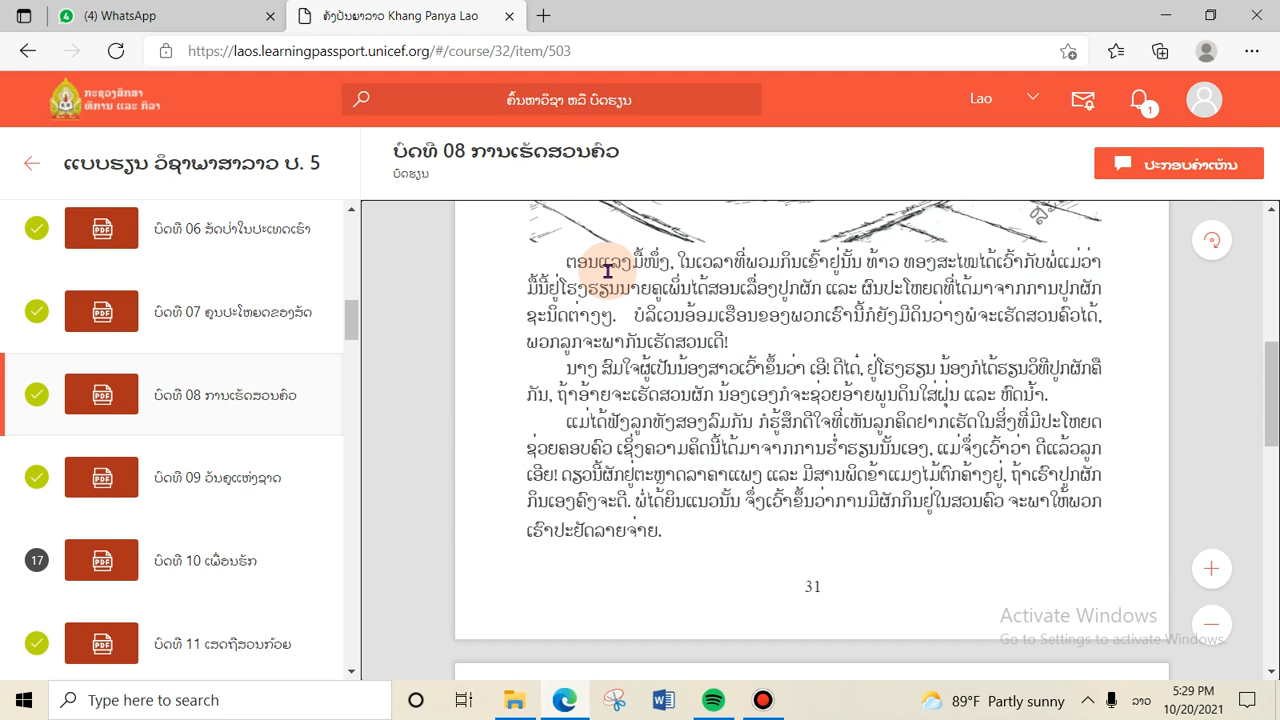 (4) WhatsApp
ຄັງປັນຍາລາວ Khang Panya Lao
https://laos.learningpassport.unicef.org/#/course/32/item/503
ກະຊວງສຶກສາ
ທິການ ແລະ ກິລາ
ຄົ້ນຫາວິຊາ ຫລື ບົດຮຽນ
Lao
1
ແບບຮຽນ ວິຊາພາສາລາວ ປ. 5
ບົດທີ 08 ການເຮັດສວນຄົວ
ບົດຮຽນ
ປະກອບຄຳເຫັນ
ບົດທີ 06 ສັດປ່າໃນປະເທດເຮົາ
ບົດທີ 07 ຄຸນປະໂຫຍດຂອງສັດ
ບົດທີ 08 ການເຮັດສວນຄົວ
ບົດທີ 09 ວັນຄູແຫ່ງຊາດ
17
ບົດທີ 10 ເພື່ອນຮັກ
ບົດທີ 11 ເສດຖີສວນກ້ວຍ
PDF
PDF
PDF
PDF
PDF
PDF
ຕອນແລງມື້ໜຶ່ງ, ໃນເວລາທີ່ພວມກິນເຂົ້າຢູ່ນັ້ນ ທ້າວ ທອງສະໄໝໄດ້ເວົ້າກັບພໍ່ແມ່ວ່າ
ມື້ນີ້ຢູ່ໂຮງຮຽນນາຍຄູເພິ່ນໄດ້ສອນເລື່ອງປູກຜັກ ແລະ ຜົນປະໂຫຍດທີ່ໄດ້ມາຈາກການປູກຜັກ
ຊະນິດຕ່າງໆ. ບໍລິເວນອ້ອມເຮືອນຂອງພວກເຮົານີ້ກໍຍັງມີດິນວ່າງພໍຈະເຮັດສວນຄົວໄດ້,
ພວກລູກຈະພາກັນເຮັດສວນເດີ!
ນາງ ສົມໃຈຜູ້ເປັນນ້ອງສາວເວົ້າຂຶ້ນວ່າ ເອີ! ດີໄດ໋, ຢູ່ໂຮງຮຽນ ນ້ອງກໍໄດ້ຮຽນວິທີປູກຜັກຄື
ກັນ, ຖ້າອ້າຍຈະເຮັດສວນຜັກ ນ້ອງເອງກໍຈະຊ່ວຍອ້າຍພູນດິນໃສ່ຝຸ່ນ ແລະ ຫົດນ້ຳ.
ແມ່ໄດ້ຟັງລູກທັງສອງລົມກັນ ກໍຮູ້ສຶກດີໃຈທີ່ເຫັນລູກຄິດຢາກເຮັດໃນສິ່ງທີ່ມີປະໂຫຍດ
ຊ່ວຍຄອບຄົວ ເຊິ່ງຄວາມຄິດນີ້ໄດ້ມາຈາກການຮ່ຳຮຽນນັ້ນເອງ, ແມ່ຈຶ່ງເວົ້າວ່າ ດີແລ້ວລູກ
ເອີຍ! ດຽວນີ້ຜັກຢູ່ຕະຫຼາດລາຄາແພງ ແລະ ມີສານພິດຂ້າແມງໄມ້ຕົກຄ້າງຢູ່, ຖ້າເຮົາປູກຜັກ
ກິນເອງຄົງຈະດີ. ພໍ່ໄດ້ຍິນແນວນັ້ນ ຈຶ່ງເວົ້າຂຶ້ນວ່າການມີຜັກກິນຢູ່ໃນສວນຄົວ ຈະພາໃຫ້ພວກ
ເຮົາປະຢັດລາຍຈ່າຍ.
31
Activate Windows
Go to Settings to activate Windows.
Type here to search
89°F Partly sunny
ລາວ
5:29 PM
10/20/2021